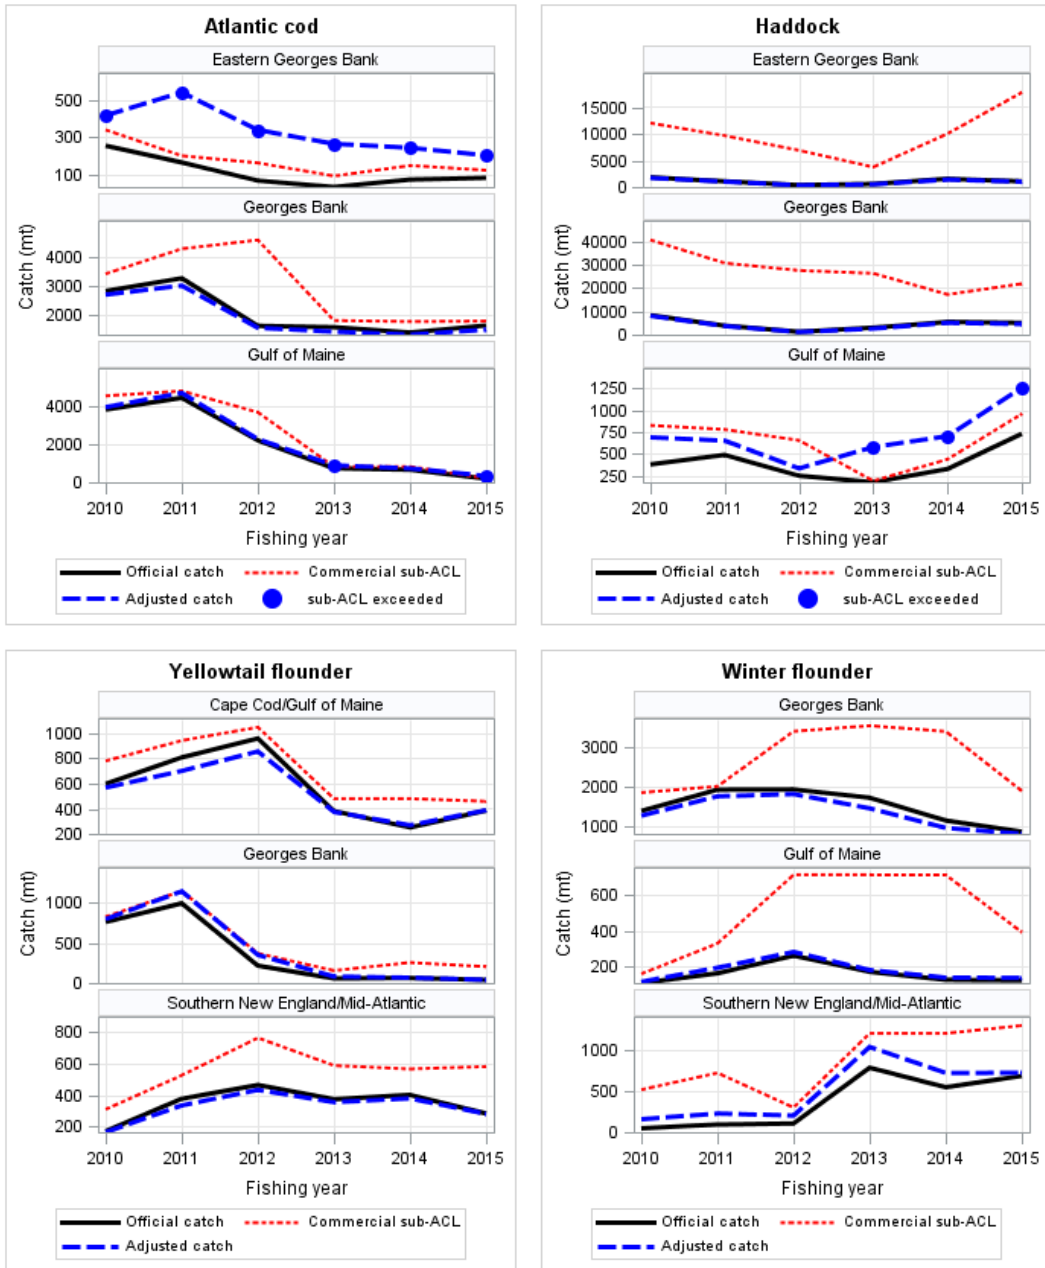 Atlantic cod
Eastern Georges Bank
500
300
100
Georges Bank
4000
3000
2000
Gulf of Maine
4000
2000
0
Catch (mt)
2010 2011 2012 2013 2014 2015
Fishing year
Official catch Commercial sub-ACL
Adjusted catch sub-ACL exceeded
Haddock
Eastern Georges Bank
15000
10000
5000
0
Georges Bank
40000
30000
20000
10000
0
Gulf of Maine
1250
1000
750
500
250
Catch (mt)
2010 2011 2012 2013 2014 2015
Fishing year
Official catch Commercial sub-ACL
Adjusted catch sub-ACL exceeded
Yellowtail flounder
Cape Cod/Gulf of Maine
1000
800
600
400
200
Georges Bank
1000
500
0
Southern New England/Mid-Atlantic
800
600
400
200
Catch (mt)
2010 2011 2012 2013 2014 2015
Fishing year
Official catch Commercial sub-ACL
Adjusted catch
Winter flounder
Georges Bank
3000
2000
1000
Gulf of Maine
600
400
200
Southern New England/Mid-Atlantic
1000
500
0
Catch (mt)
2010 2011 2012 2013 2014 2015
Fishing year
Official catch Commercial sub-ACL
Adjusted catch